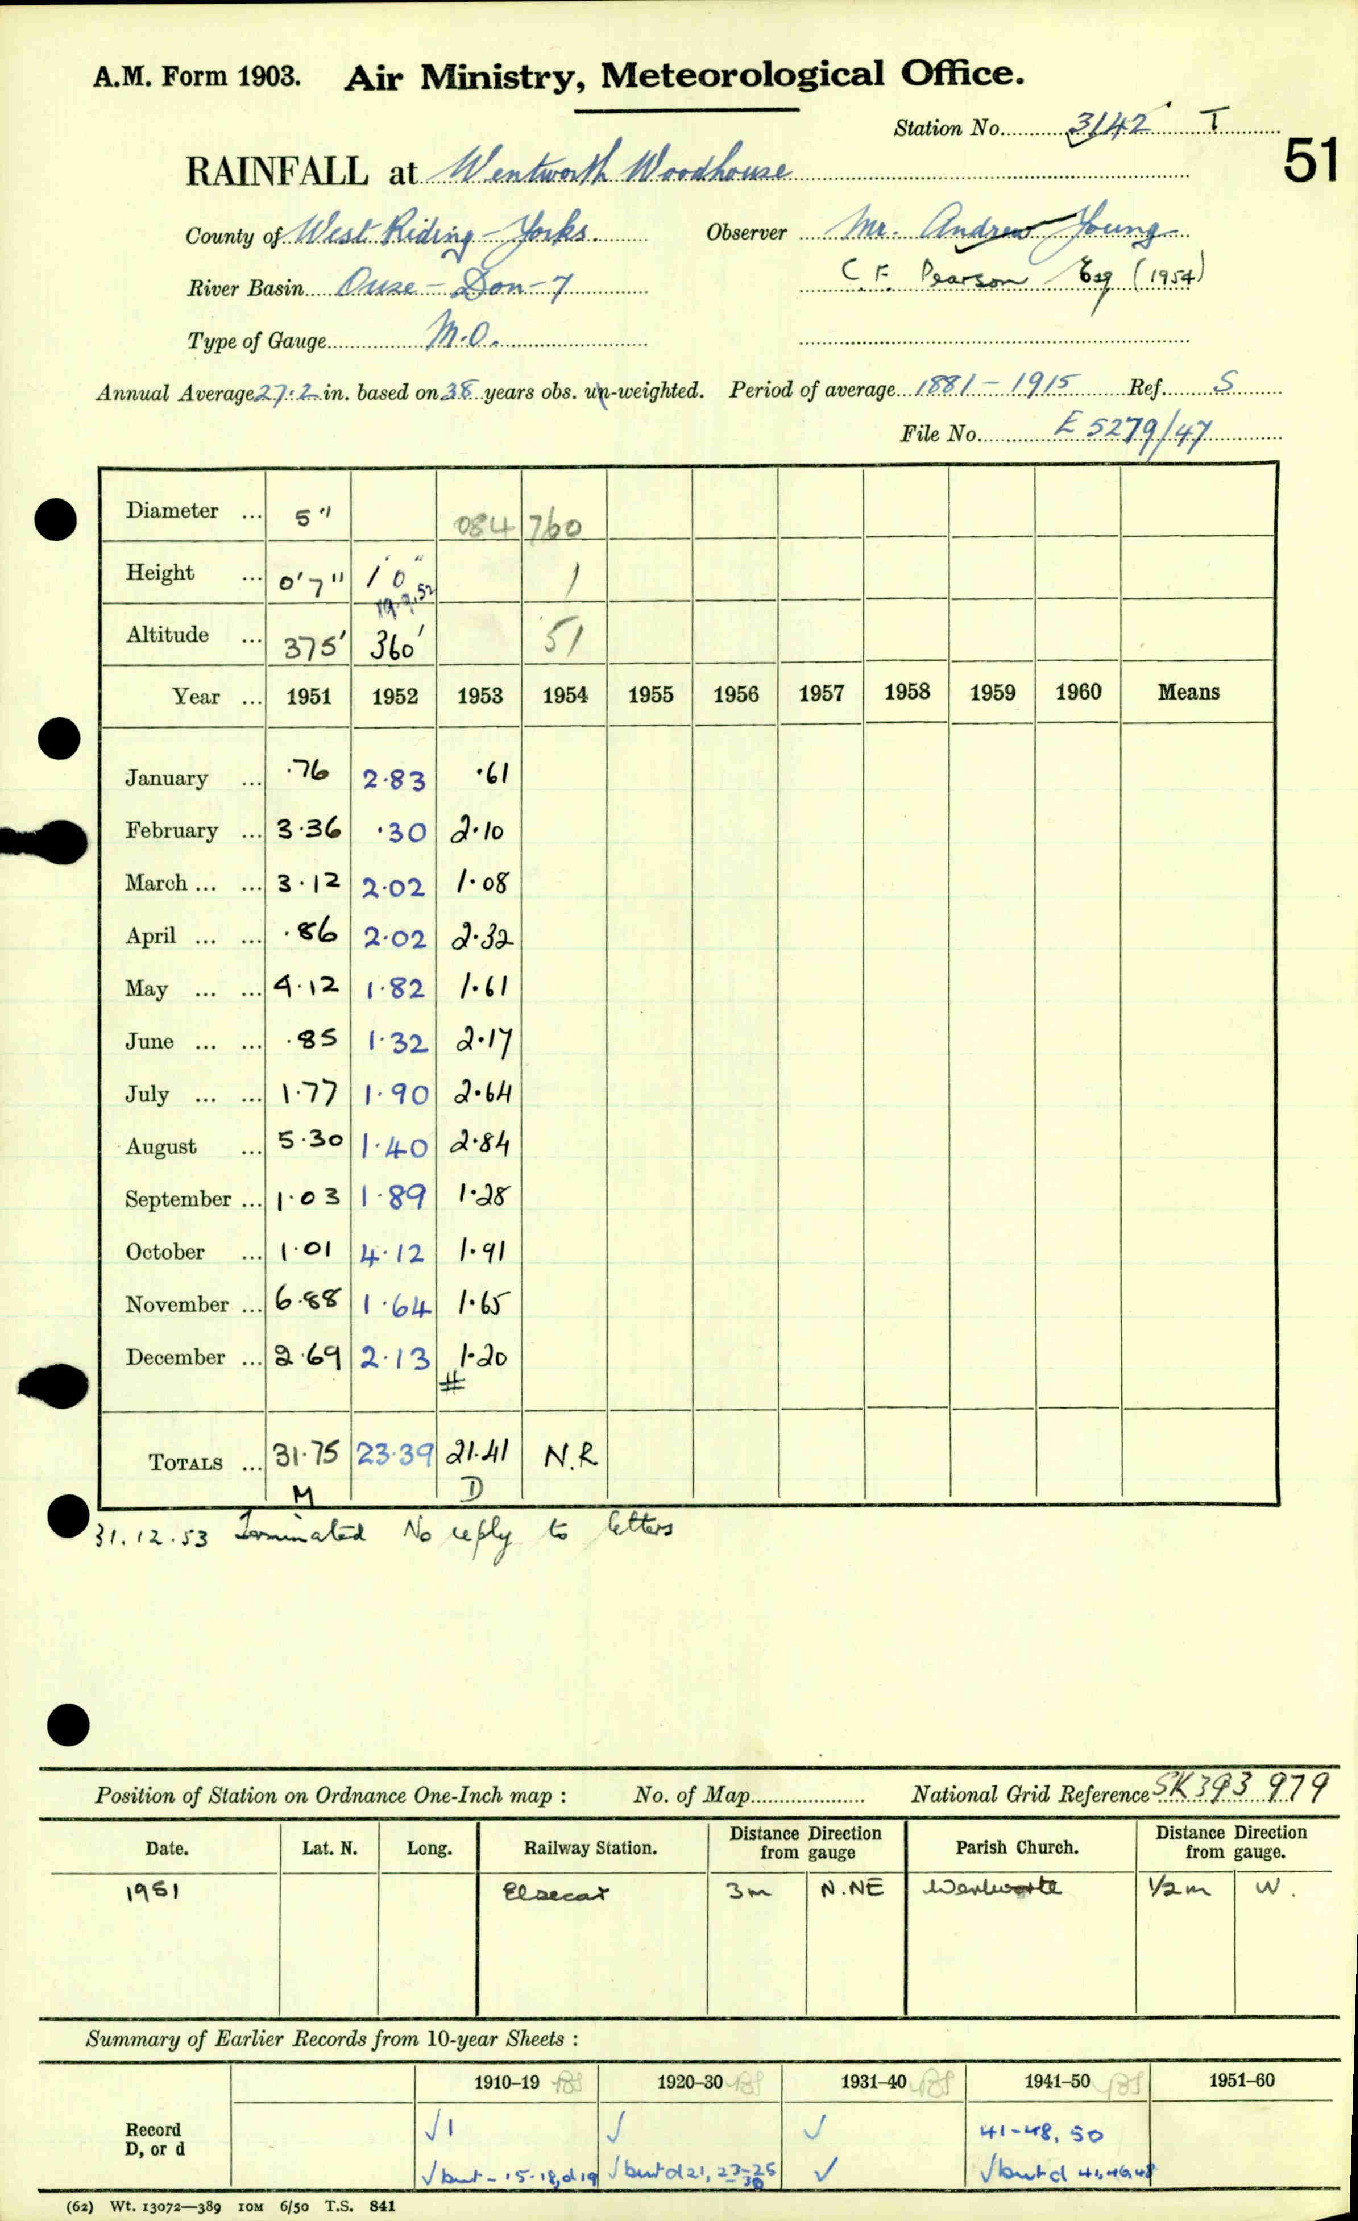 A.M. Form 1903. Air Ministry, Meteorological Office.
Station No. 3142 T
51
RAINFALL at Wentworth Woodhouse
County of West Riding - Yorks. Observer Mr. Andrew Young
River Basin Ouse - Don - 7 C. F. Pearson Esq (1954)
Type of Gauge M.O.
Annual Average 27.2 in. based on 38 years obs. un-weighted. Period of average 1881 - 1915 Ref. S
File No. E 5279/47
Diameter ... 5" 084 760
Height ... 0'7" 1'0" 1
19.9.52
Altitude ... 375' 360' 51
Year ... 1951 1952 1953 1954 1955 1956 1957 1958 1959 1960 Means
January ... .76 2.83 .61
February ... 3.36 .30 2.10
March ... ... 3.12 2.02 1.08
April ... ... .86 2.02 2.32
May ... ... 4.12 1.82 1.61
June ... ... .85 1.32 2.17
July ... ... 1.77 1.90 2.64
August ... 5.30 1.40 2.84
September ... 1.03 1.89 1.28
October ... 1.01 4.12 1.91
November ... 6.88 1.64 1.65
December ... 2.69 2.13 1.20
#
TOTALS ... 31.75 23.39 21.41 N.R
M D
31.12.53 Terminated No reply to letters
Position of Station on Ordnance One-Inch map : No. of Map National Grid Reference SK 393 979
Date. Lat. N. Long. Railway Station. Distance Direction from gauge Parish Church. Distance Direction from gauge.
1951 Elsecar 3m N.NE Wentworth 1/2m W.
Summary of Earlier Records from 10-year Sheets :
1910-19 1920-30 1931-40 1941-50 1951-60
Record √1 √ √ 41-48, 50
D, or d √ but - 15-18, d 19 √ but d 21, 23-25 √ √ but d 41, 46, 48
30
(62) Wt. 13072—389 10M 6/50 T.S. 841